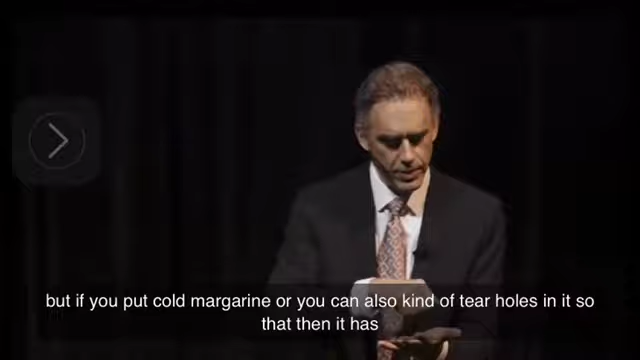 but if you put cold margarine or you can also kind of tear holes in it so
that then it has